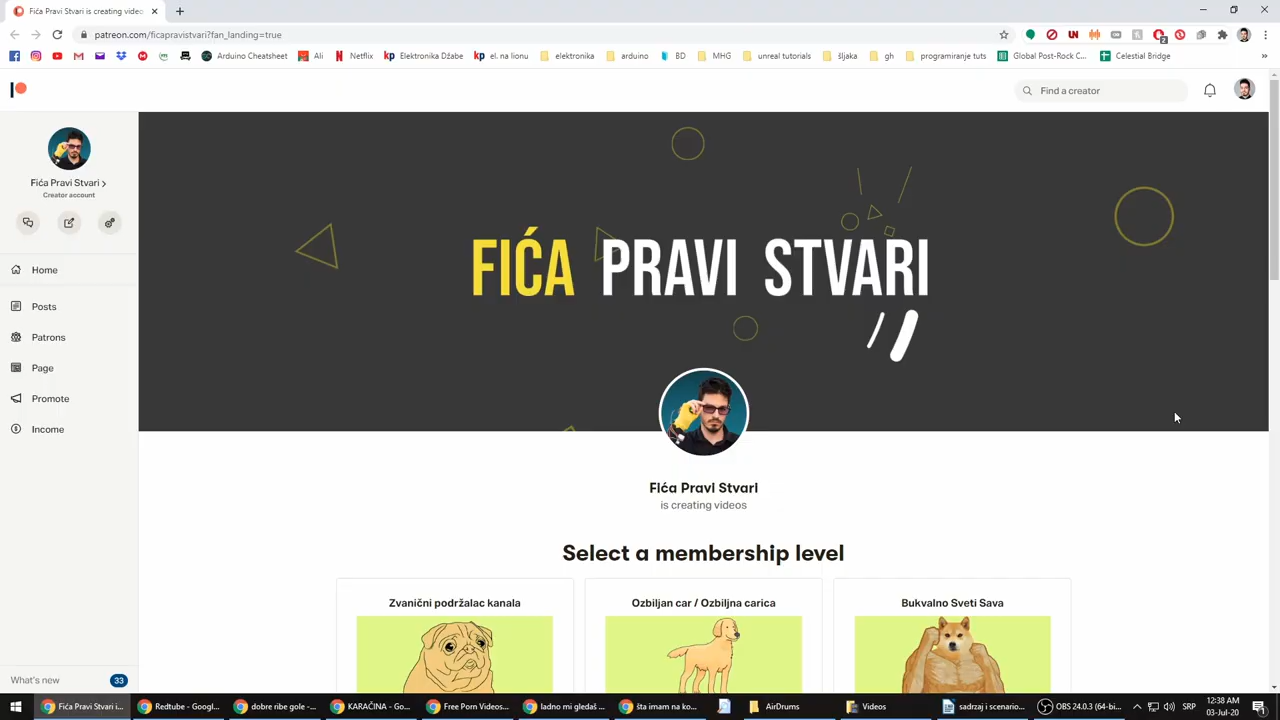 Fića Pravi Stvari is creating video
patreon.com/ficapravistvari?fan_landing=true
Arduino Cheatsheet
Ali
Netflix
Elektronika Džabe
el. na lionu
elektronika
arduino
BD
MHG
unreal tutorials
šljaka
gh
programiranje tuts
Global Post-Rock C...
Celestial Bridge
Find a creator
Fića Pravi Stvari
Creator account
Home
Posts
Patrons
Page
Promote
Income
What's new
33
FIĆA PRAVI STVARI
Fića Pravi Stvari
is creating videos
Select a membership level
Zvanični podržalac kanala
Ozbiljan car / Ozbiljna carica
Bukvalno Sveti Sava
Fića Pravi Stvari i...
Redtube - Googl...
dobre ribe gole -...
KARAČINA - Go...
Free Porn Videos...
ladno mi gledaš ...
šta imam na ko...
AirDrums
Videos
sadrzaj i scenario...
OBS 24.0.3 (64-bi...
SRP
12:38 AM
03-Jul-20